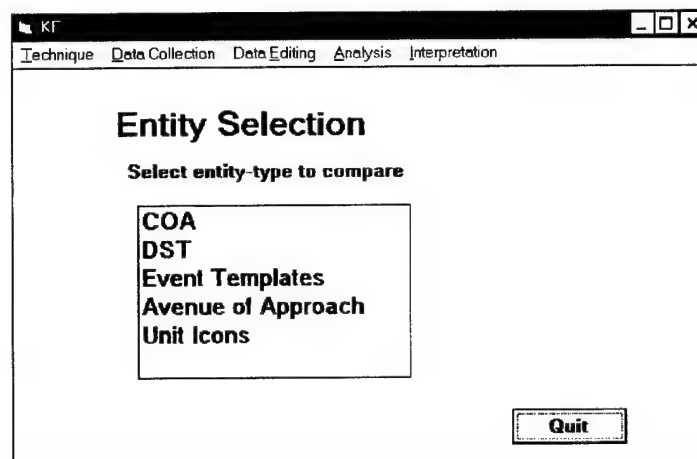 KF
Technique Data Collection Data Editing Analysis Interpretation
Entity Selection
Select entity-type to compare
COA
DST
Event Templates
Avenue of Approach
Unit Icons
Quit